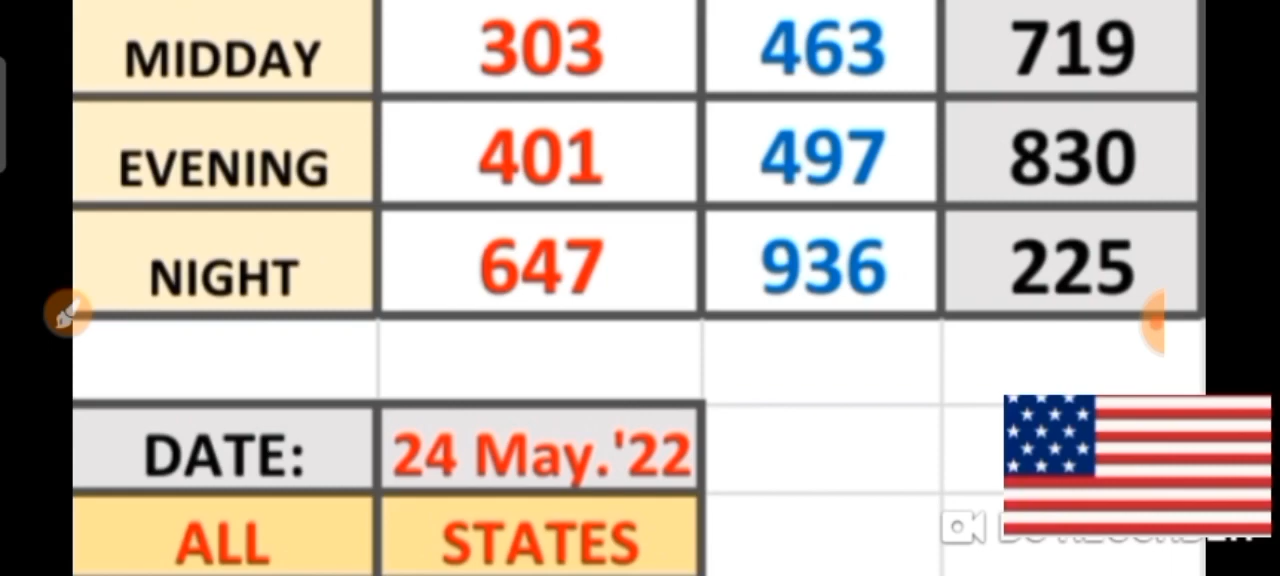 MIDDAY 303 463 719
EVENING 401 497 830
NIGHT 647 936 225
DATE: 24 May.'22
ALL STATES